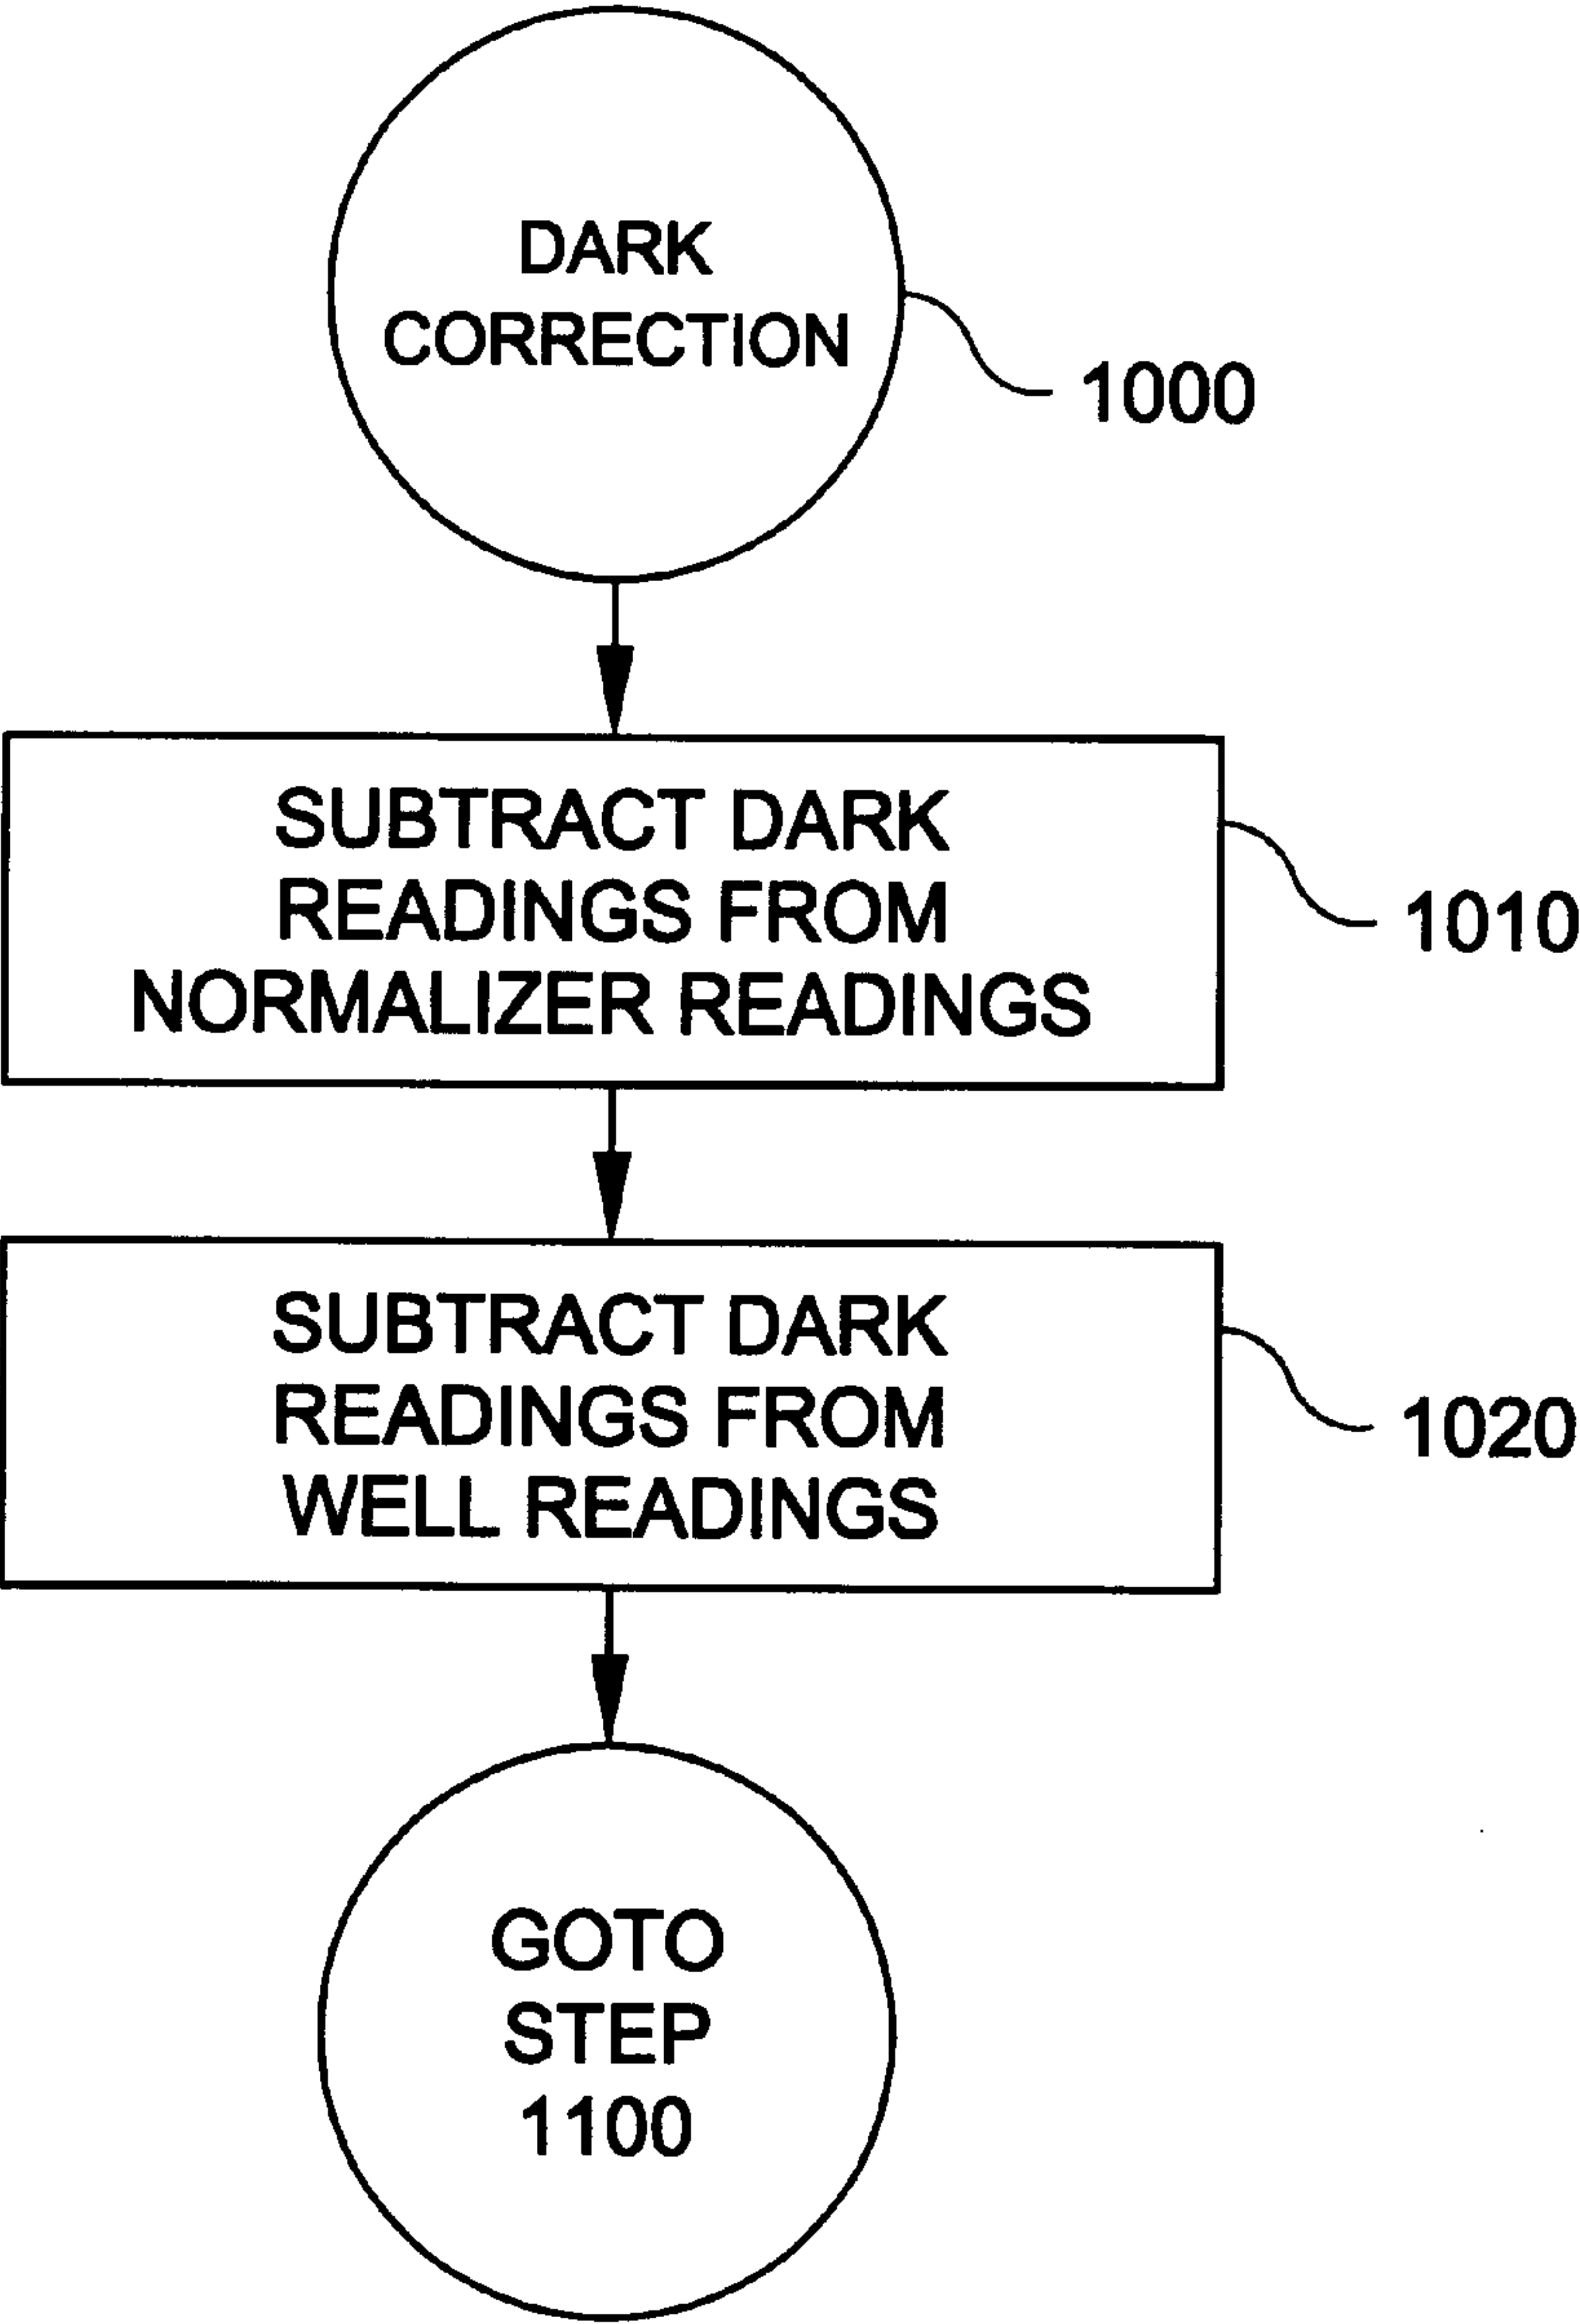 DARK
CORRECTION
1000
SUBTRACT DARK
READINGS FROM
NORMALIZER READINGS
1010
SUBTRACT DARK
READINGS FROM
WELL READINGS
1020
GOTO
STEP
1100